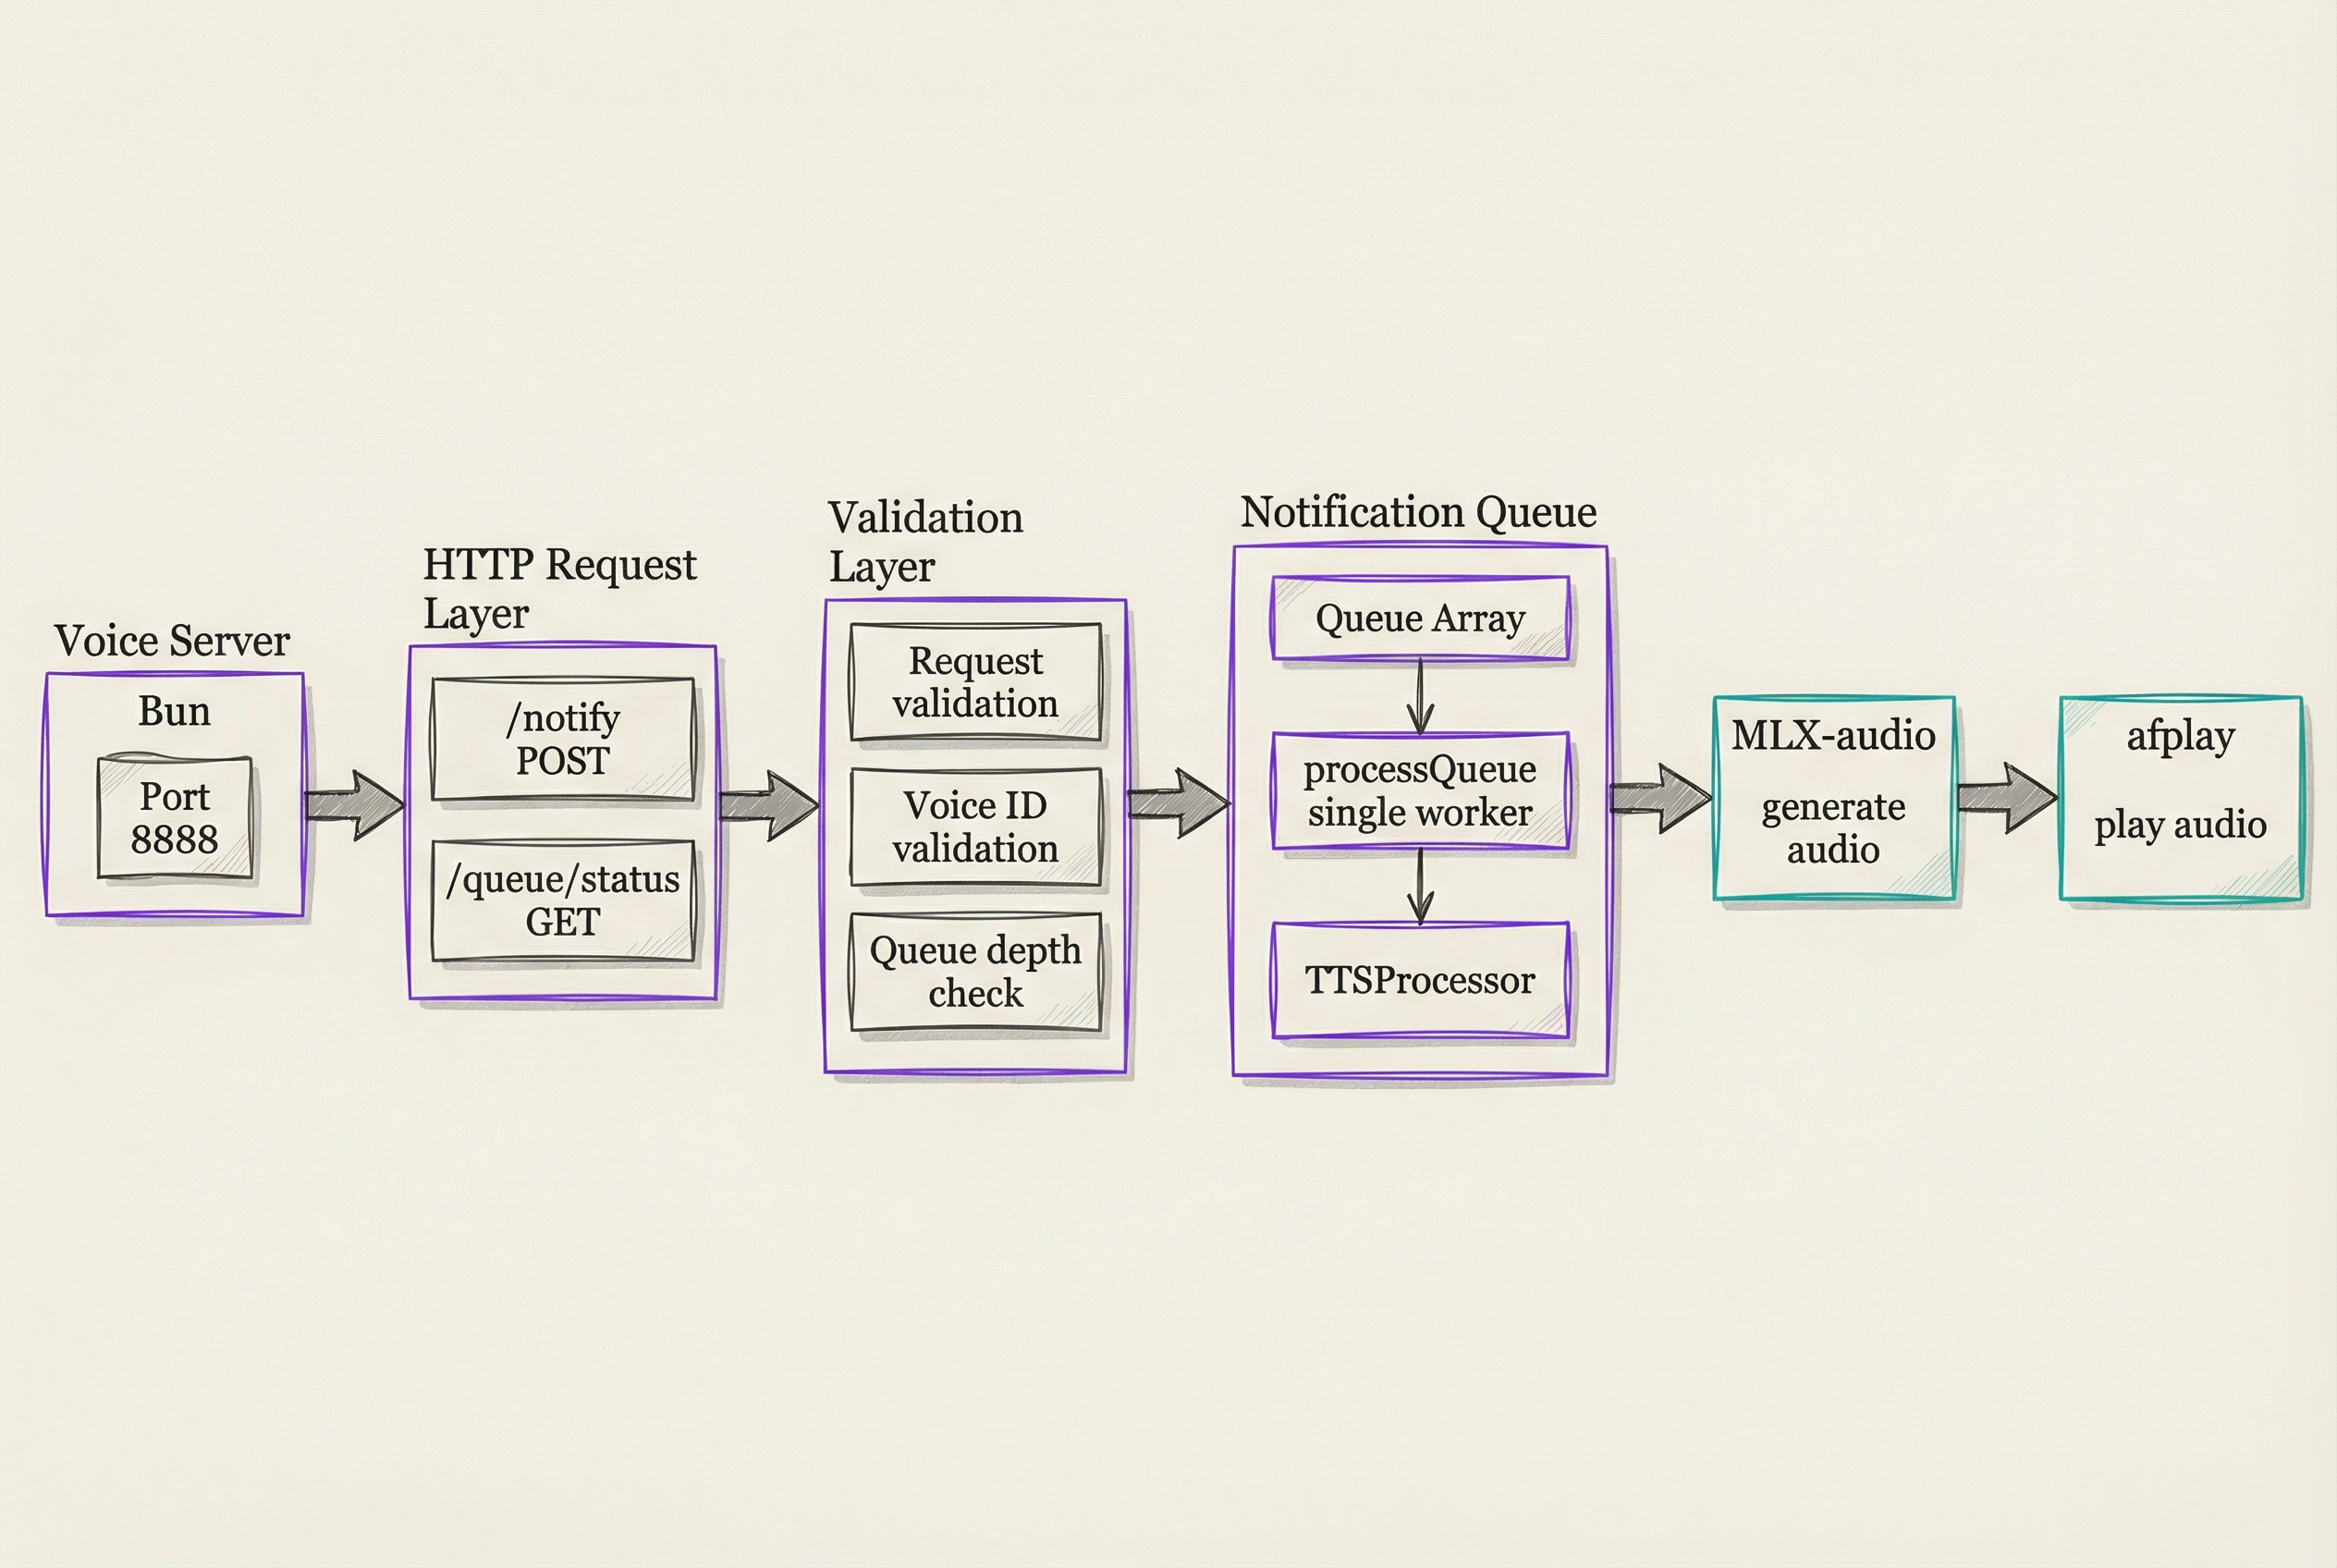 Voice Server
Bun
Port
8888
HTTP Request
Layer
/notify
POST
/queue/status
GET
Validation
Layer
Request
validation
Voice ID
validation
Queue depth
check
Notification Queue
Queue Array
processQueue
single worker
TTSProcessor
MLX-audio
generate
audio
afplay
play audio